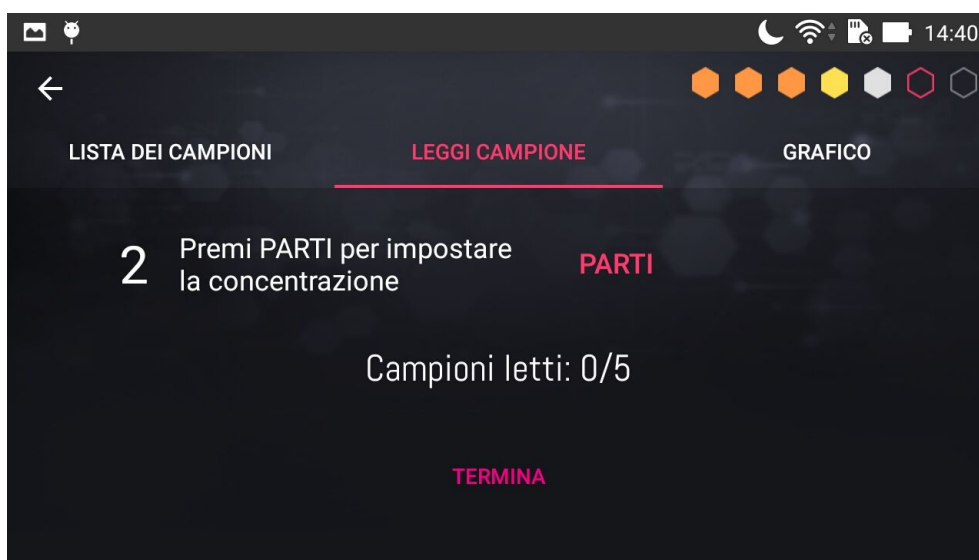 14:40
LISTA DEI CAMPIONI LEGGI CAMPIONE GRAFICO
2 Premi PARTI per impostare
la concentrazione
PARTI
Campioni letti: 0/5
TERMINA